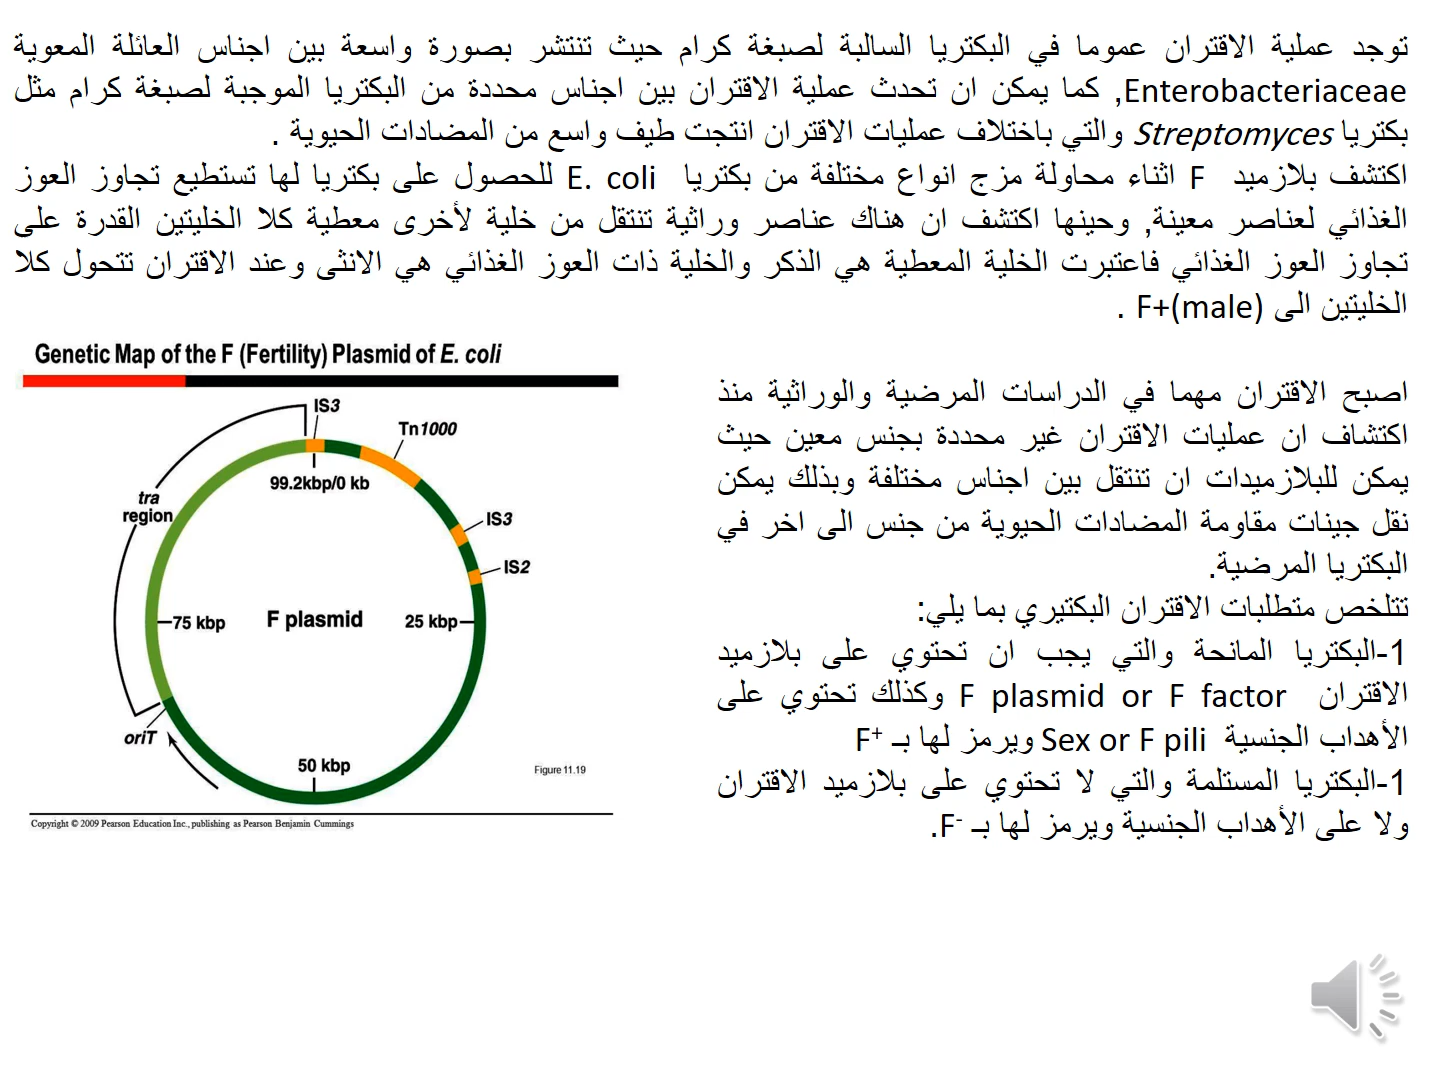 توجد عملية الاقتران عموما في البكتريا السالبة لصبغة كرام حيث تنتشر بصورة واسعة بين اجناس العائلة المعوية
Enterobacteriaceae, كما يمكن ان تحدث عملية الاقتران بين اجناس محددة من البكتريا الموجبة لصبغة كرام مثل
بكتريا Streptomyces والتي باختلاف عمليات الاقتران انتجت طيف واسع من المضادات الحيوية .
اكتشف بلازميد F اثناء محاولة مزج انواع مختلفة من بكتريا E. coli للحصول على بكتريا لها تستطيع تجاوز العوز
الغذائي لعناصر معينة, وحينها اكتشف ان هناك عناصر وراثية تنتقل من خلية لأخرى معطية كلا الخليتين القدرة على
تجاوز العوز الغذائي فاعتبرت الخلية المعطية هي الذكر والخلية ذات العوز الغذائي هي الانثى وعند الاقتران تتحول كلا
الخليتين الى F+(male) .
اصبح الاقتران مهما في الدراسات المرضية والوراثية منذ
اكتشاف ان عمليات الاقتران غير محددة بجنس معين حيث
يمكن للبلازميدات ان تنتقل بين اجناس مختلفة وبذلك يمكن
نقل جينات مقاومة المضادات الحيوية من جنس الى اخر في
البكتريا المرضية.
تتلخص متطلبات الاقتران البكتيري بما يلي:
1-البكتريا المانحة والتي يجب ان تحتوي على بلازميد
الاقتران F plasmid or F factor وكذلك تحتوي على
الأهداب الجنسية Sex or F pili ويرمز لها بـ F⁺
1-البكتريا المستلمة والتي لا تحتوي على بلازميد الاقتران
ولا على الأهداب الجنسية ويرمز لها بـ F⁻.
Genetic Map of the F (Fertility) Plasmid of E. coli
IS3
Tn1000
99.2kbp/0 kb
tra
region
IS3
IS2
75 kbp
F plasmid
25 kbp
oriT
50 kbp
Figure 11.19
Copyright © 2009 Pearson Education Inc., publishing as Pearson Benjamin Cummings